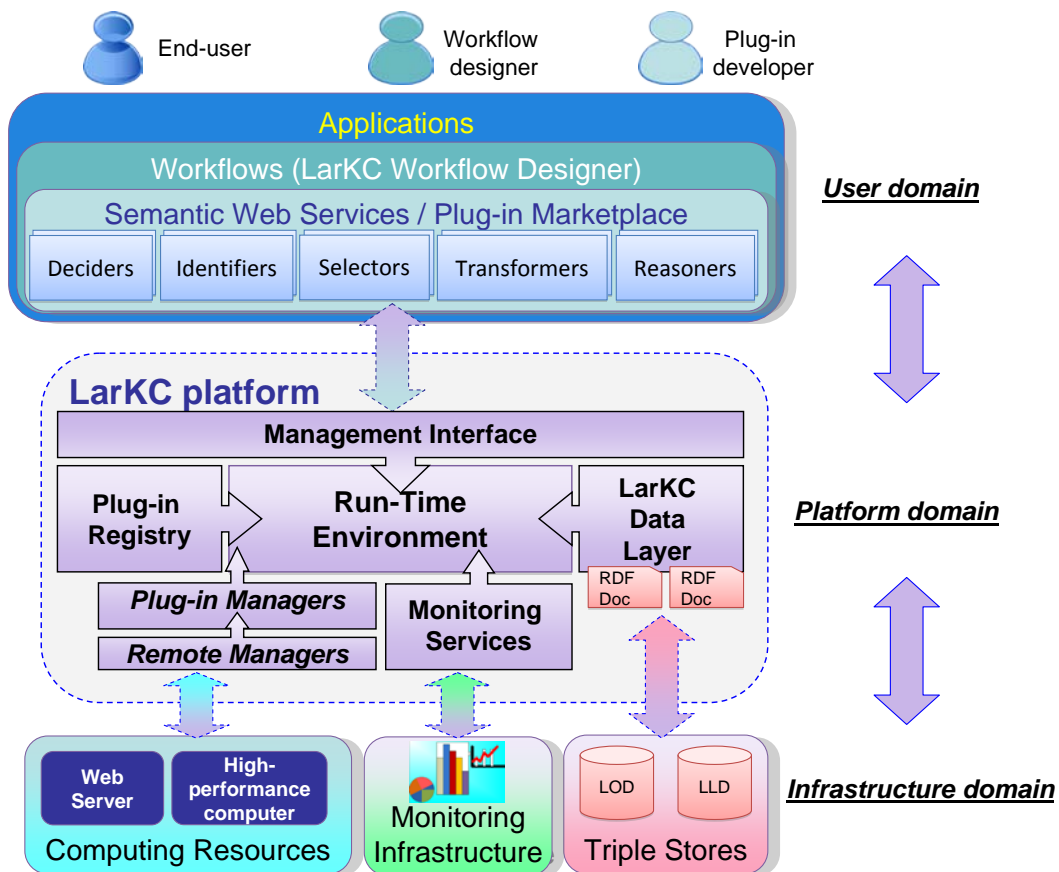 End-user
Workflow
designer
Plug-in
developer
Applications
Workflows (LarKC Workflow Designer)
Semantic Web Services / Plug-in Marketplace
Deciders
Identifiers
Selectors
Transformers
Reasoners
User domain
LarKC platform
Management Interface
Plug-in
Registry
Run-Time
Environment
LarKC
Data
Layer
RDF
Doc
RDF
Doc
Plug-in Managers
Remote Managers
Monitoring
Services
Platform domain
Web
Server
High-
performance
computer
Computing Resources
Monitoring
Infrastructure
LOD
LLD
Triple Stores
Infrastructure domain